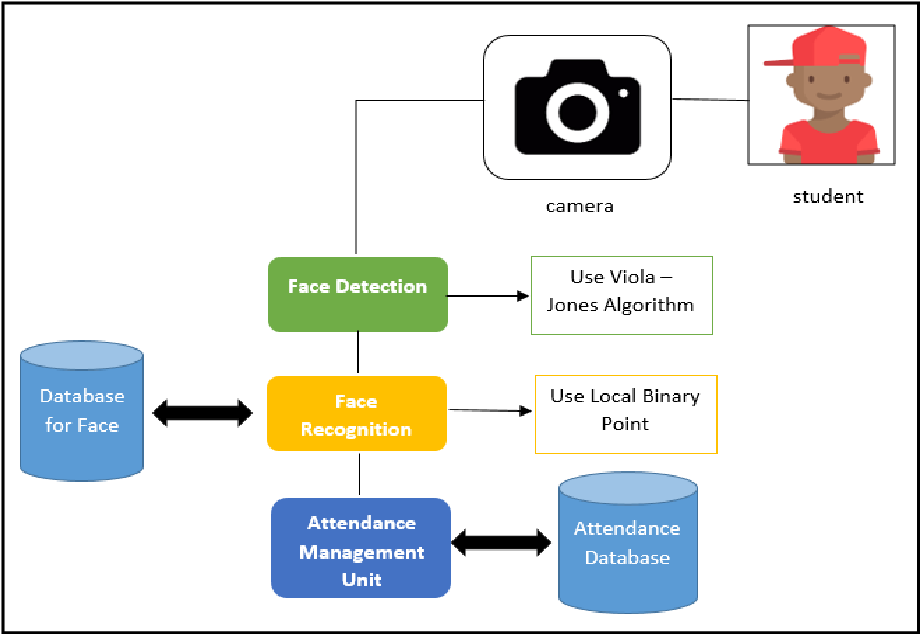 student
camera
Face Detection
Use Viola –
Jones Algorithm
Database
for Face
Face
Recognition
Use Local Binary
Point
Attendance
Management
Unit
Attendance
Database